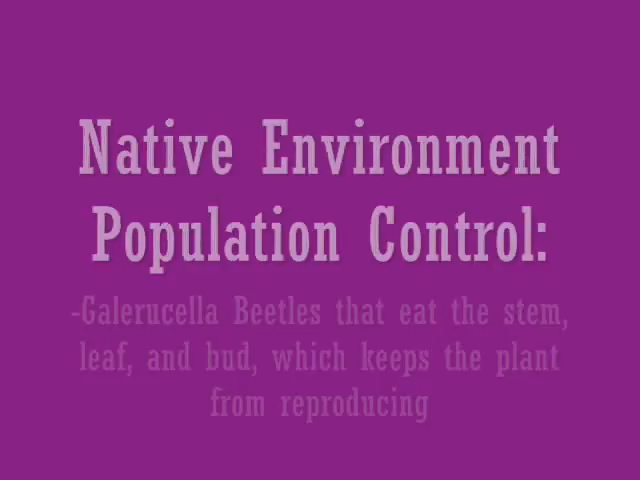 Native Environment
Population Control:
-Galerucella Beetles that eat the stem,
leaf, and bud, which keeps the plant
from reproducing